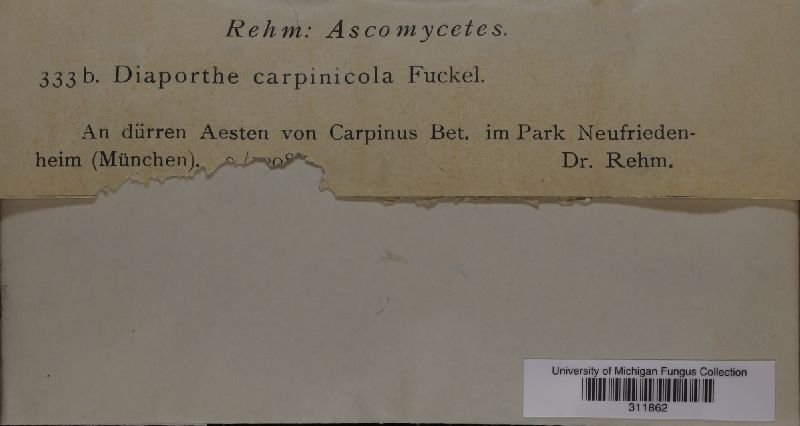 Rehm: Ascomycetes.
333 b. Diaporthe carpinicola Fuckel.
An dürren Aesten von Carpinus Bet. im Park Neufrieden-
heim (München). Dr. Rehm.
University of Michigan Fungus Collection
311862